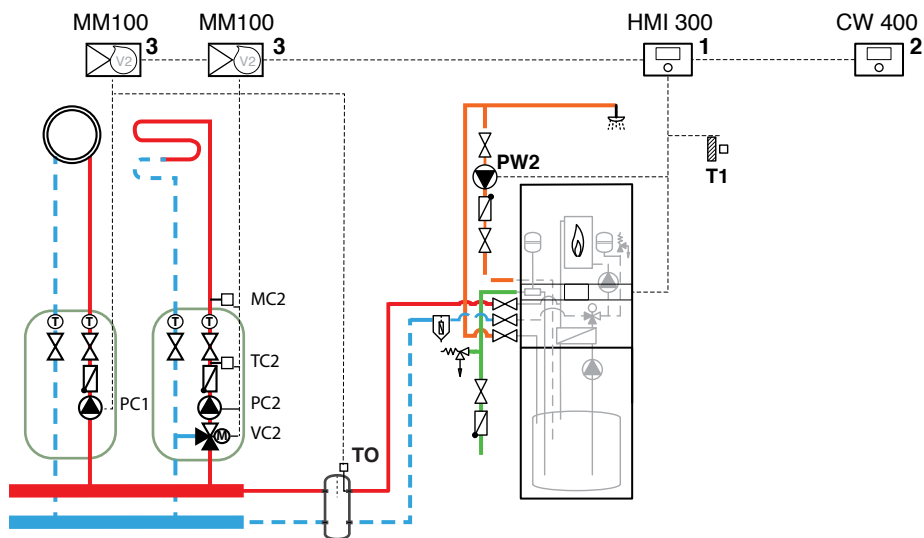 MM100 MM100 HMI 300 CW 400
3 3 1 2
V2 V2
PW2
T1
MC2
T T T T
TC2
PC1 PC2
M VC2
TO